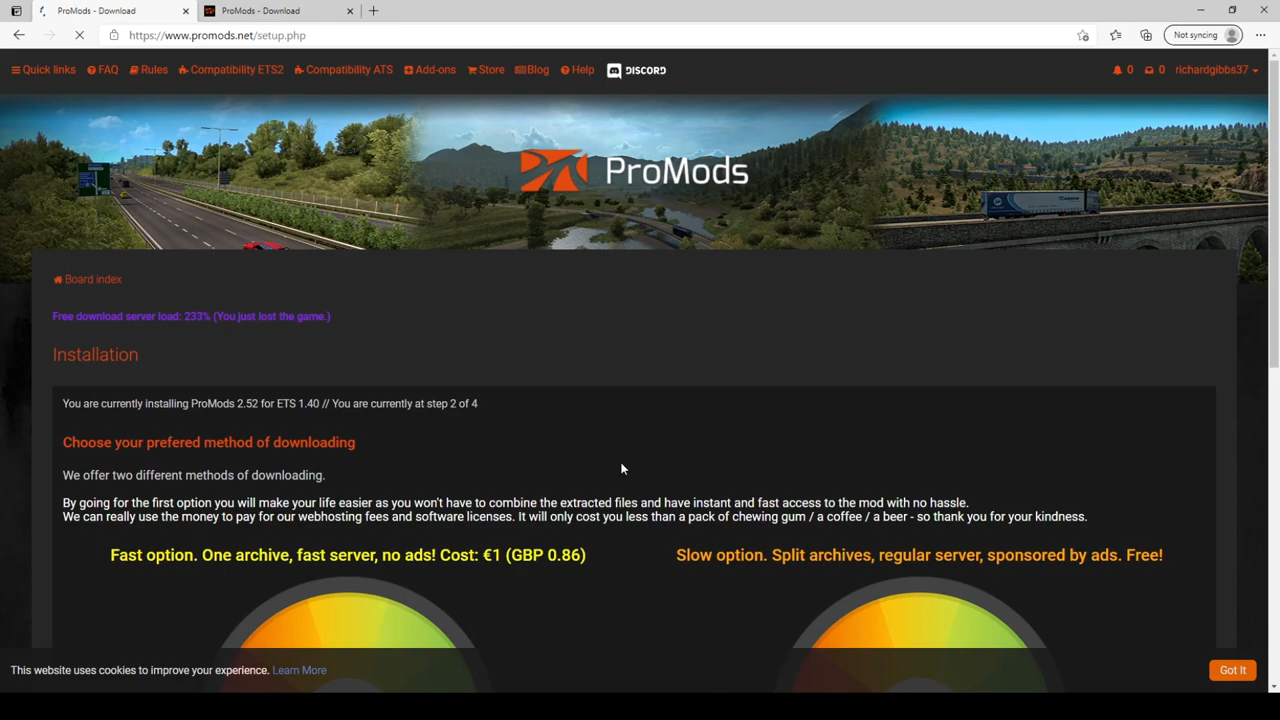 ProMods - Download
ProMods - Download
https://www.promods.net/setup.php
Not syncing
Quick links FAQ Rules Compatibility ETS2 Compatibility ATS Add-ons Store Blog Help DISCORD
0 0 richardgibbs37
ProMods
Board index
Free download server load: 233% (You just lost the game.)
Installation
You are currently installing ProMods 2.52 for ETS 1.40 // You are currently at step 2 of 4
Choose your prefered method of downloading
We offer two different methods of downloading.
By going for the first option you will make your life easier as you won't have to combine the extracted files and have instant and fast access to the mod with no hassle.
We can really use the money to pay for our webhosting fees and software licenses. It will only cost you less than a pack of chewing gum / a coffee / a beer - so thank you for your kindness.
Fast option. One archive, fast server, no ads! Cost: €1 (GBP 0.86)
Slow option. Split archives, regular server, sponsored by ads. Free!
This website uses cookies to improve your experience. Learn More
Got It